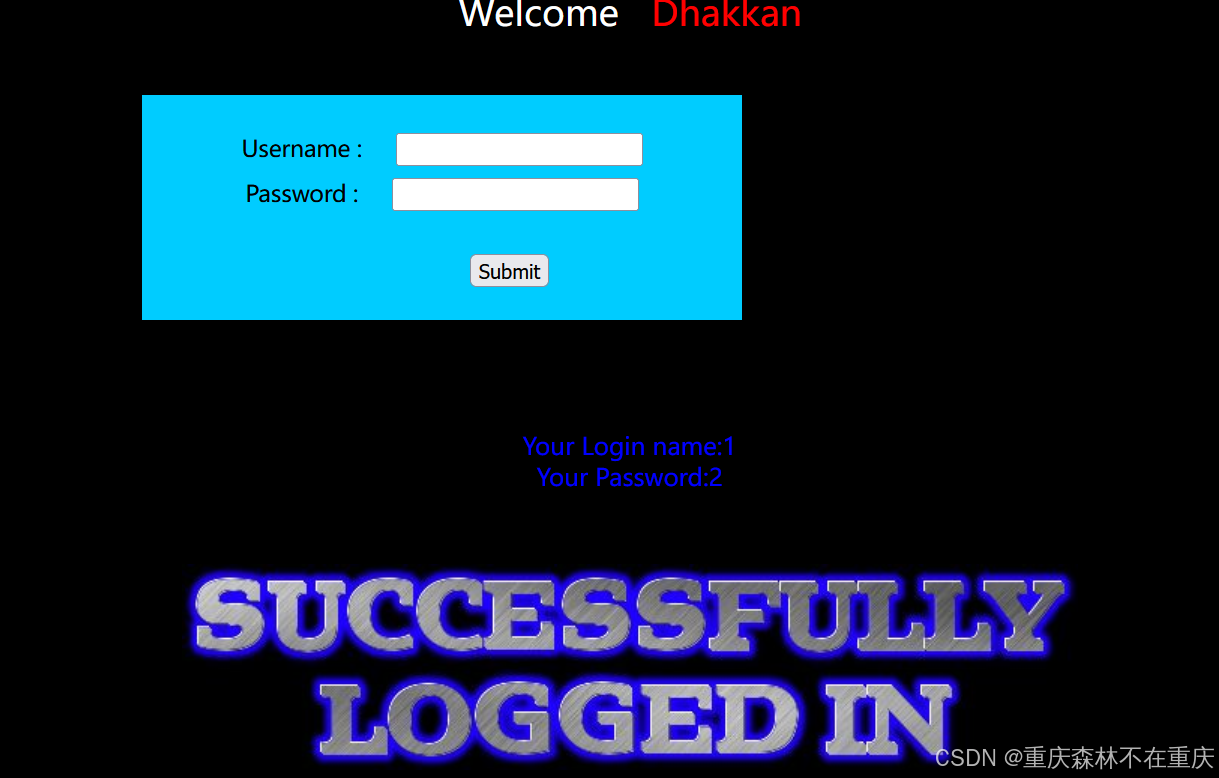 Welcome Dhakkan
Username :
Password :
Submit
Your Login name:1
Your Password:2
SUCCESSFULLY
LOGGED IN
CSDN @重庆森林不在重庆